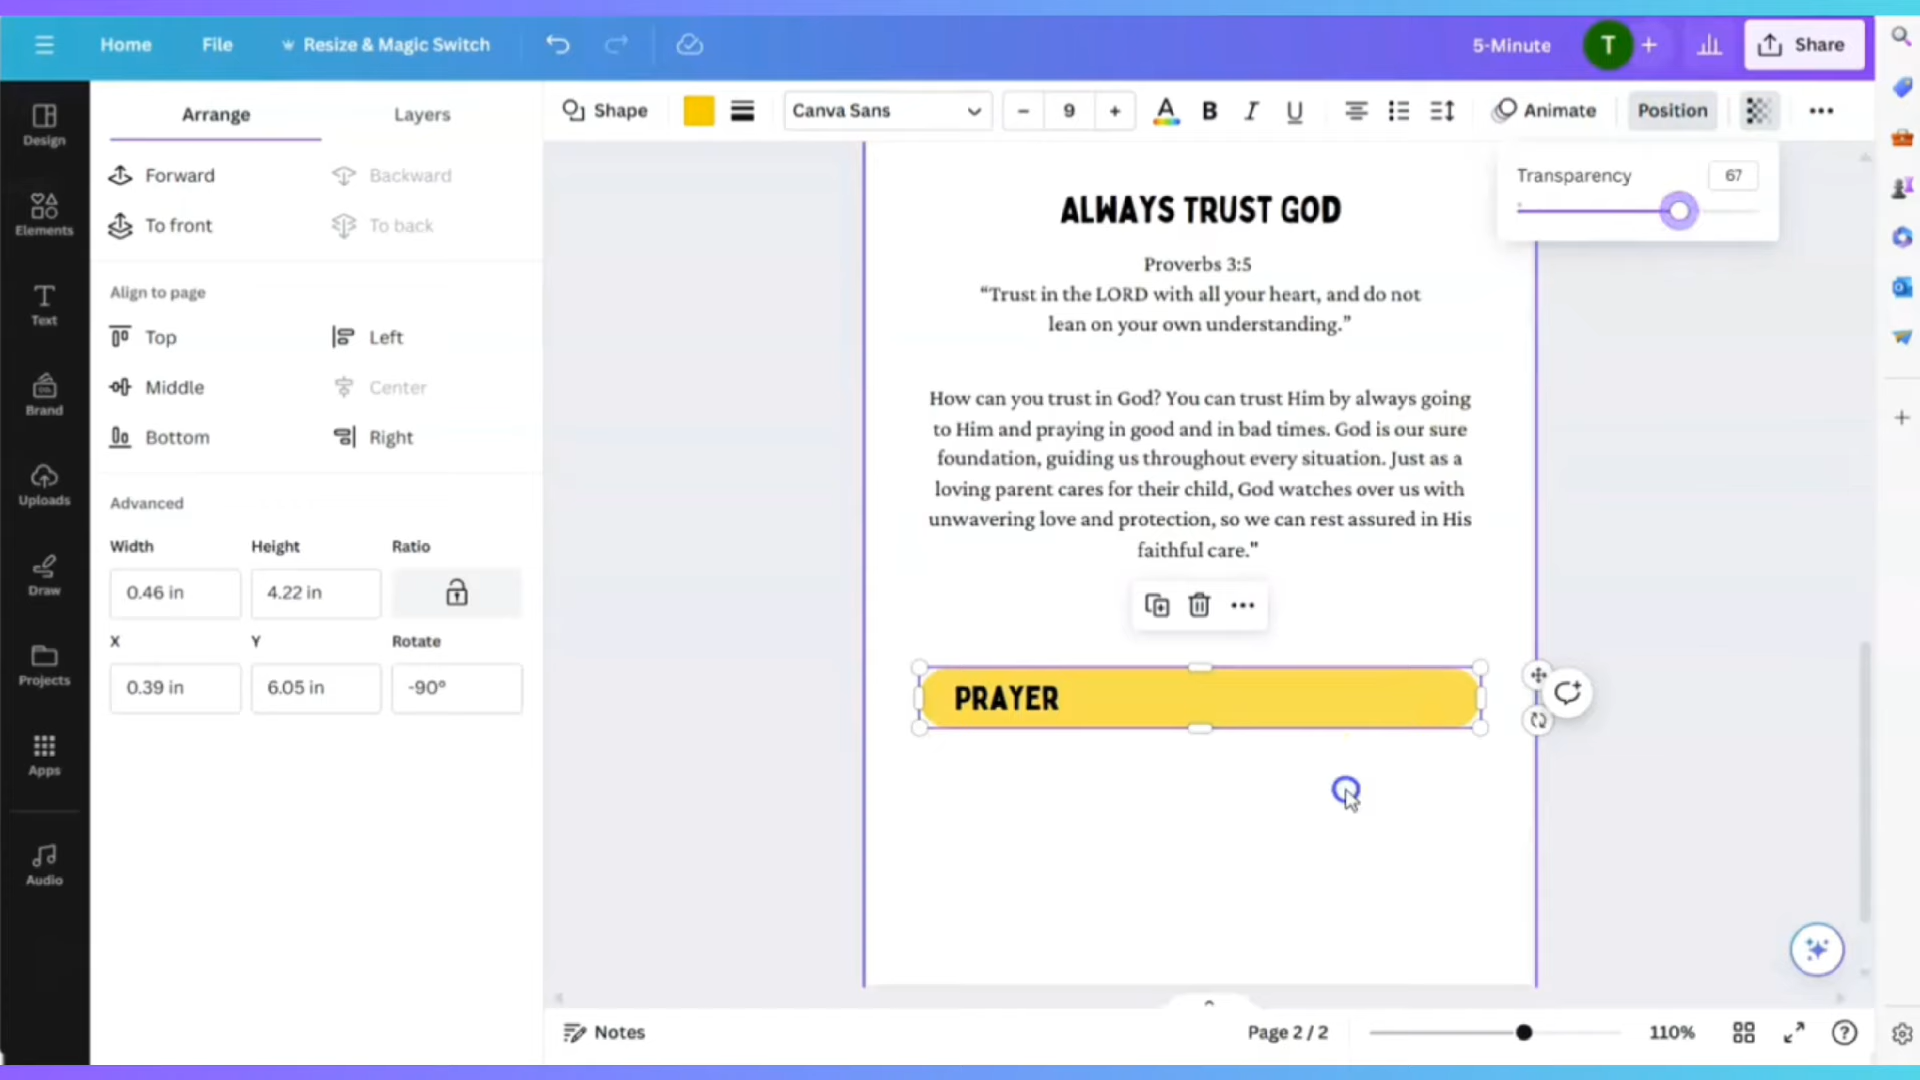 Home File Resize & Magic Switch 5-Minute T + Share
Arrange Layers
Shape Canva Sans – 9 + A B I U Animate Position
Design
Elements
Text
Brand
Uploads
Draw
Projects
Apps
Audio
Forward Backward
To front To back
Align to page
Top Left
Middle Center
Bottom Right
Advanced
Width Height Ratio
0.46 in 4.22 in
X Y Rotate
0.39 in 6.05 in -90°
Transparency 67
ALWAYS TRUST GOD
Proverbs 3:5
“Trust in the LORD with all your heart, and do not
lean on your own understanding.”
How can you trust in God? You can trust Him by always going
to Him and praying in good and in bad times. God is our sure
foundation, guiding us throughout every situation. Just as a
loving parent cares for their child, God watches over us with
unwavering love and protection, so we can rest assured in His
faithful care."
PRAYER
Notes Page 2 / 2 110%